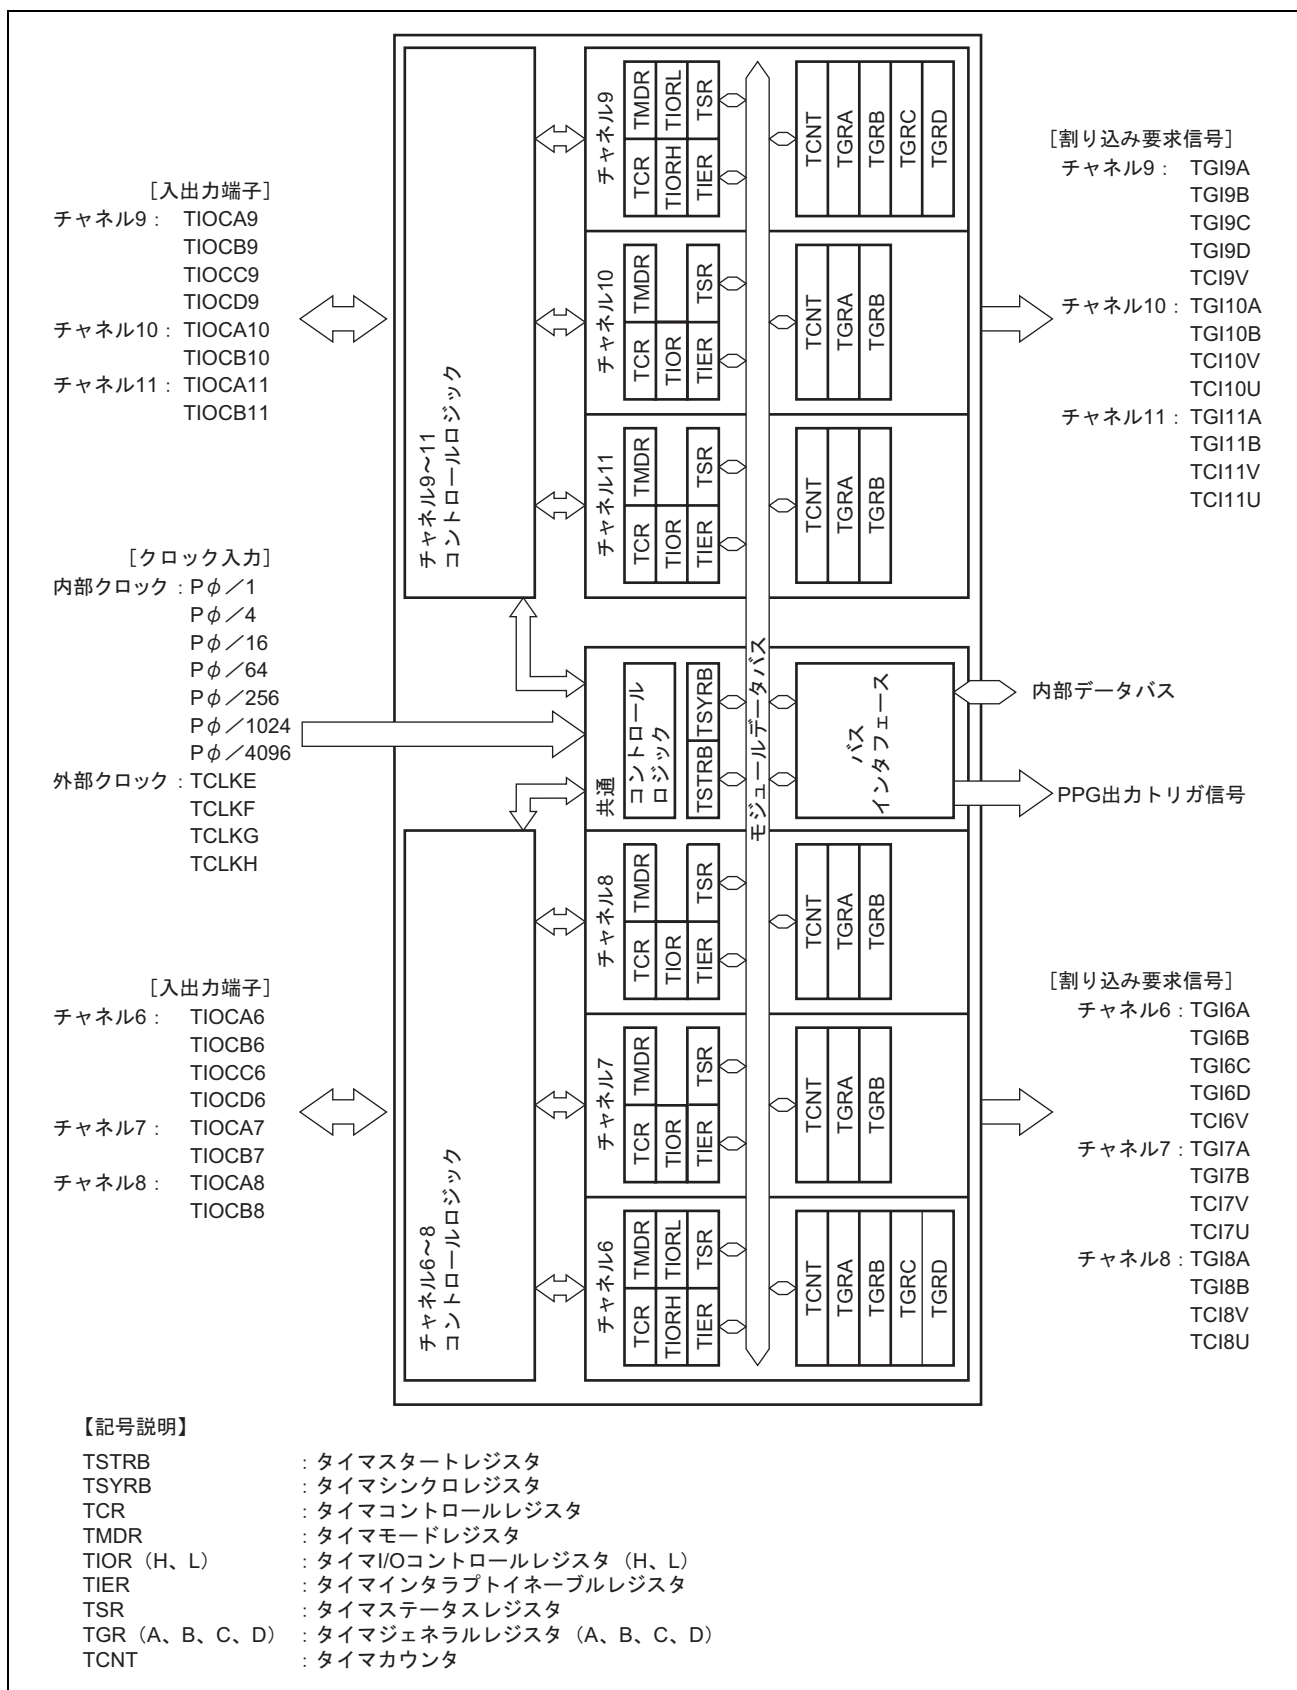 [入出力端子]
チャネル9： TIOCA9
TIOCB9
TIOCC9
TIOCD9
チャネル10： TIOCA10
TIOCB10
チャネル11： TIOCA11
TIOCB11
[クロック入力]
内部クロック：Pφ／1
Pφ／4
Pφ／16
Pφ／64
Pφ／256
Pφ／1024
Pφ／4096
外部クロック：TCLKE
TCLKF
TCLKG
TCLKH
[入出力端子]
チャネル6： TIOCA6
TIOCB6
TIOCC6
TIOCD6
チャネル7： TIOCA7
TIOCB7
チャネル8： TIOCA8
TIOCB8
チャネル9～11
コントロールロジック
チャネル6～8
コントロールロジック
チャネル9
TCR TMDR
TIORH TIORL
TIER TSR
TCNT
TGRA
TGRB
TGRC
TGRD
チャネル10
TCR TMDR
TIOR
TIER TSR
TCNT
TGRA
TGRB
チャネル11
TCR TMDR
TIOR
TIER TSR
TCNT
TGRA
TGRB
共通
コントロール
ロジック
TSTRB TSYRB
モジュールデータバス
バス
インタフェース
チャネル8
TCR TMDR
TIOR
TIER TSR
TCNT
TGRA
TGRB
チャネル7
TCR TMDR
TIOR
TIER TSR
TCNT
TGRA
TGRB
チャネル6
TCR TMDR
TIORH TIORL
TIER TSR
TCNT
TGRA
TGRB
TGRC
TGRD
[割り込み要求信号]
チャネル9： TGI9A
TGI9B
TGI9C
TGI9D
TCI9V
チャネル10：TGI10A
TGI10B
TCI10V
TCI10U
チャネル11：TGI11A
TGI11B
TCI11V
TCI11U
内部データバス
PPG出力トリガ信号
[割り込み要求信号]
チャネル6：TGI6A
TGI6B
TGI6C
TGI6D
TCI6V
チャネル7：TGI7A
TGI7B
TCI7V
TCI7U
チャネル8：TGI8A
TGI8B
TCI8V
TCI8U
【記号説明】
TSTRB ：タイマスタートレジスタ
TSYRB ：タイマシンクロレジスタ
TCR ：タイマコントロールレジスタ
TMDR ：タイマモードレジスタ
TIOR（H、L） ：タイマI/Oコントロールレジスタ（H、L）
TIER ：タイマインタラプトイネーブルレジスタ
TSR ：タイマステータスレジスタ
TGR（A、B、C、D） ：タイマジェネラルレジスタ（A、B、C、D）
TCNT ：タイマカウンタ